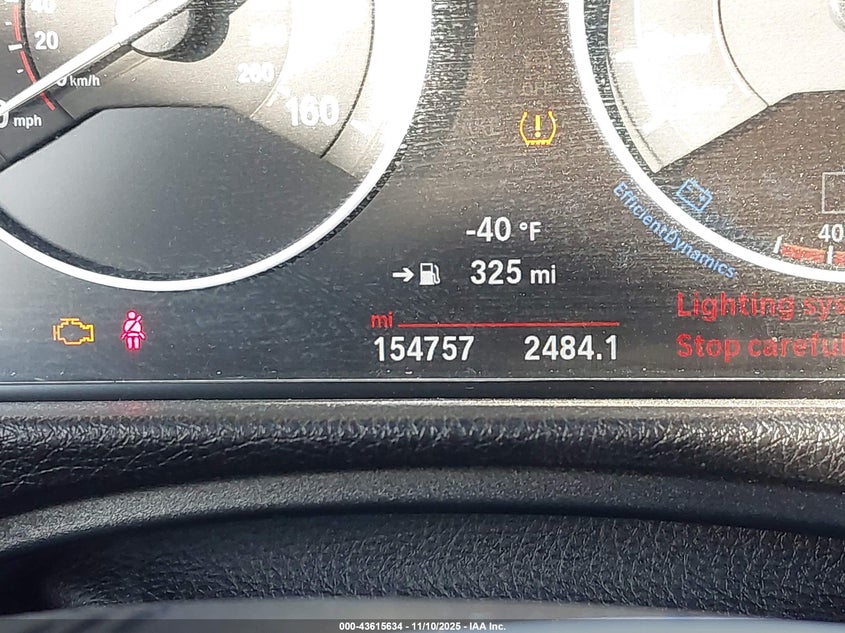 40
20
km/h
mph
200
160
-40 °F
325 mi
EfficientDynamics
40
mi
154757 2484.1
Lighting sys
Stop careful
000-43615634 - 11/10/2025 - IAA Inc.